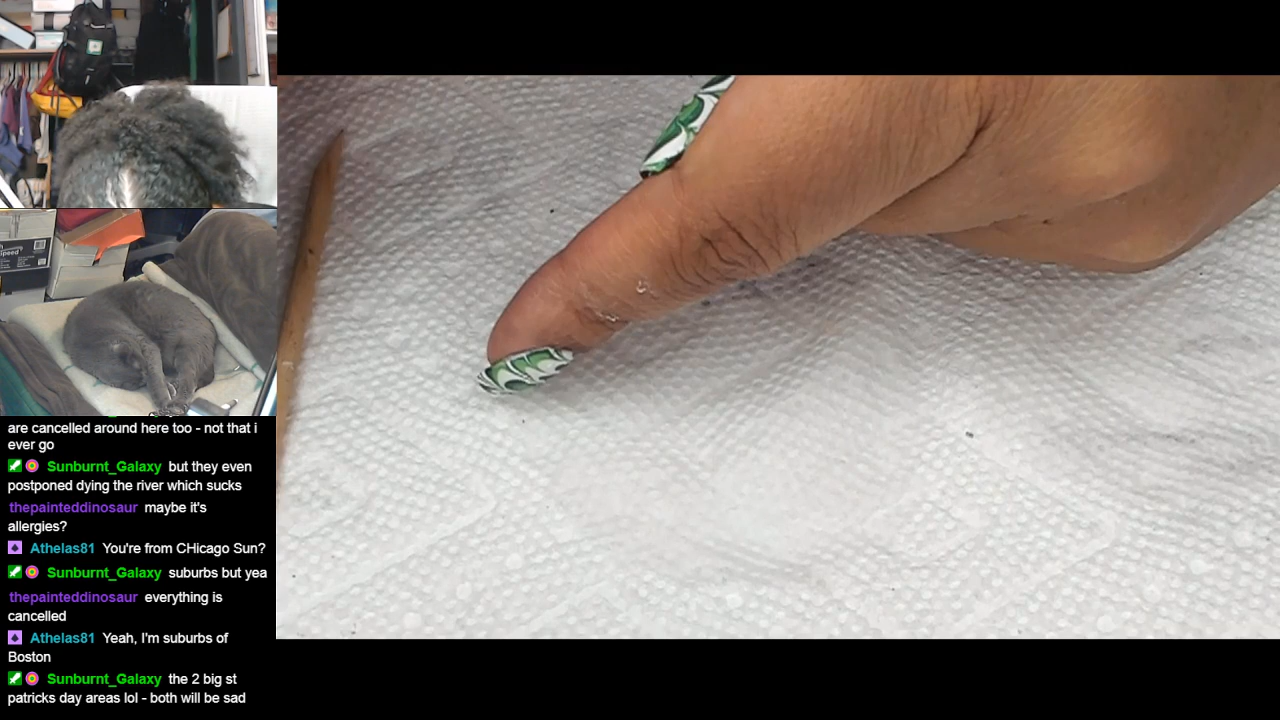 are cancelled around here too - not that i
ever go
Sunburnt_Galaxy but they even
postponed dying the river which sucks
thepainteddinosaur maybe it's
allergies?
Athelas81 You're from CHicago Sun?
Sunburnt_Galaxy suburbs but yea
thepainteddinosaur everything is
cancelled
Athelas81 Yeah, I'm suburbs of
Boston
Sunburnt_Galaxy the 2 big st
patricks day areas lol - both will be sad